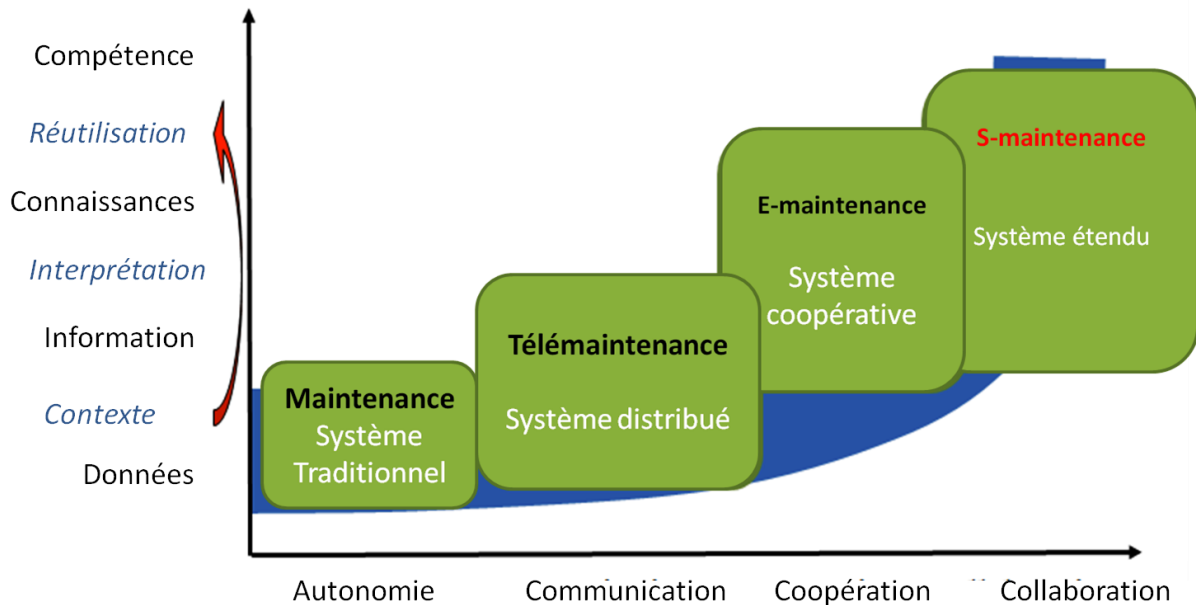 Compétence
Réutilisation
Connaissances
Interprétation
Information
Contexte
Données
Maintenance
Système
Traditionnel
Télémaintenance
Système distribué
E-maintenance
Système
coopérative
S-maintenance
Système étendu
Autonomie
Communication
Coopération
Collaboration